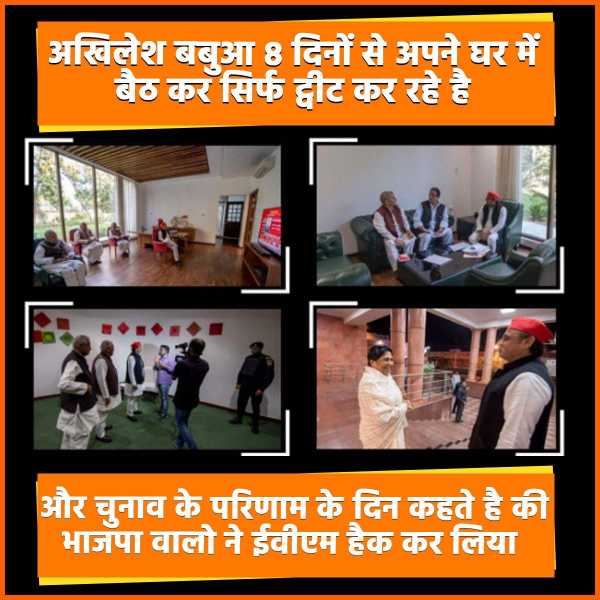 अखिलेश बबुआ 8 दिनों से अपने घर में
बैठ कर सिर्फ ट्वीट कर रहे है
और चुनाव के परिणाम के दिन कहते है की
भाजपा वालो ने ईवीएम हैक कर लिया